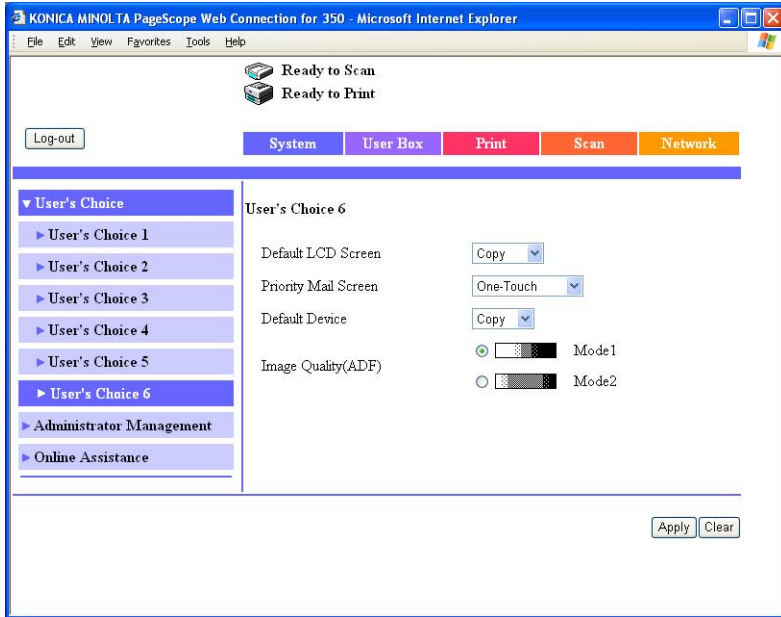 KONICA MINOLTA PageScope Web Connection for 350 - Microsoft Internet Explorer
File Edit View Favorites Tools Help
Ready to Scan
Ready to Print
Log-out
System User Box Print Scan Network
User's Choice
User's Choice 1
User's Choice 2
User's Choice 3
User's Choice 4
User's Choice 5
User's Choice 6
Administrator Management
Online Assistance
User's Choice 6
Default LCD Screen Copy
Priority Mail Screen One-Touch
Default Device Copy
Image Quality(ADF)
Mode1
Mode2
Apply Clear